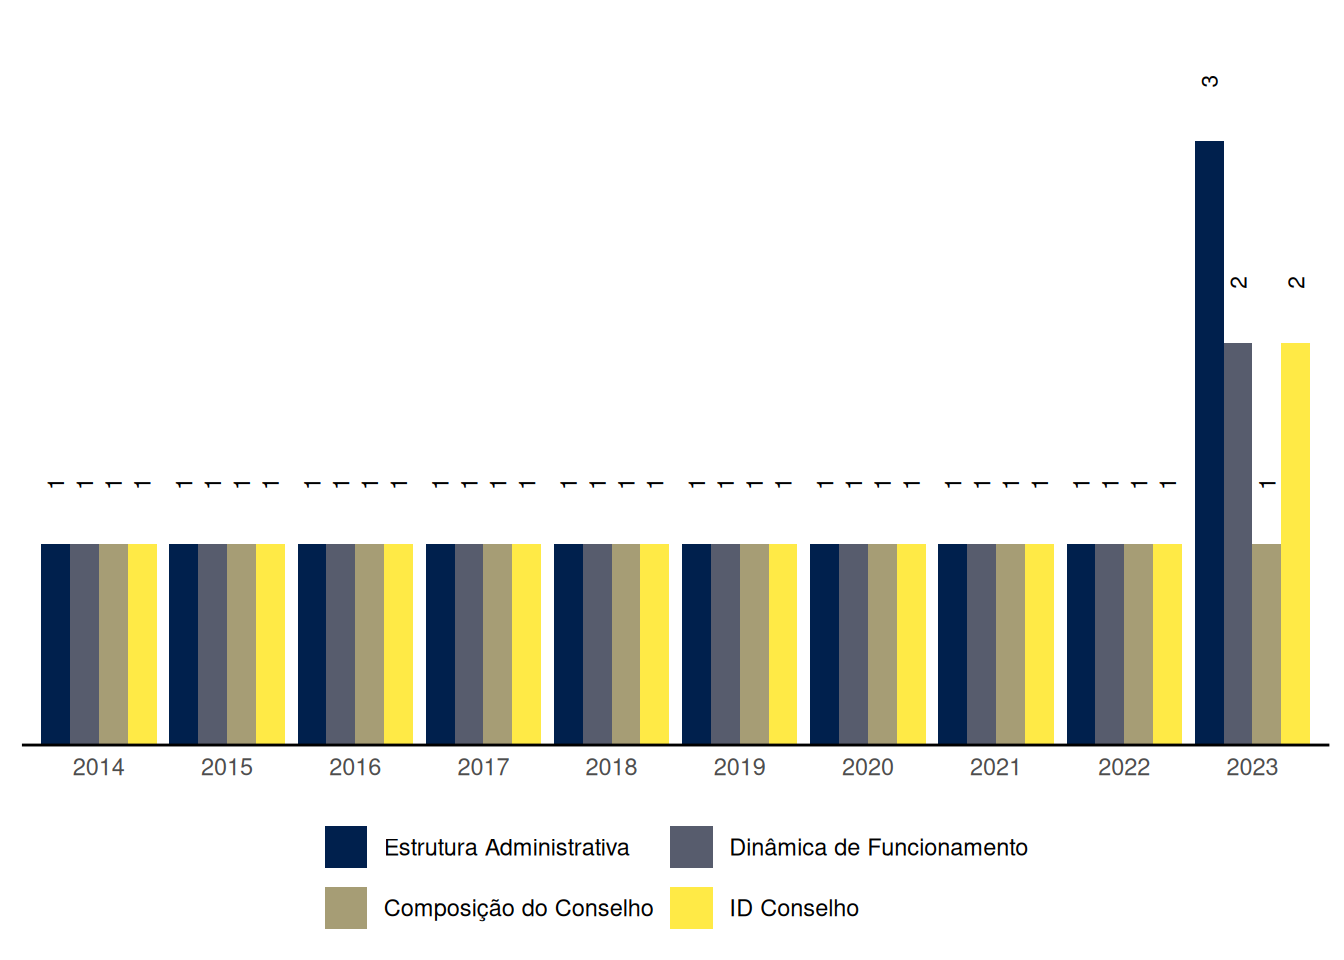 3
2 2
1 1 1 1 1 1 1 1 1 1 1 1 1 1 1 1 1 1 1 1 1 1 1 1 1 1 1 1 1 1 1 1 1 1 1 1 1
2014 2015 2016 2017 2018 2019 2020 2021 2022 2023
Estrutura Administrativa Dinâmica de Funcionamento
Composição do Conselho ID Conselho